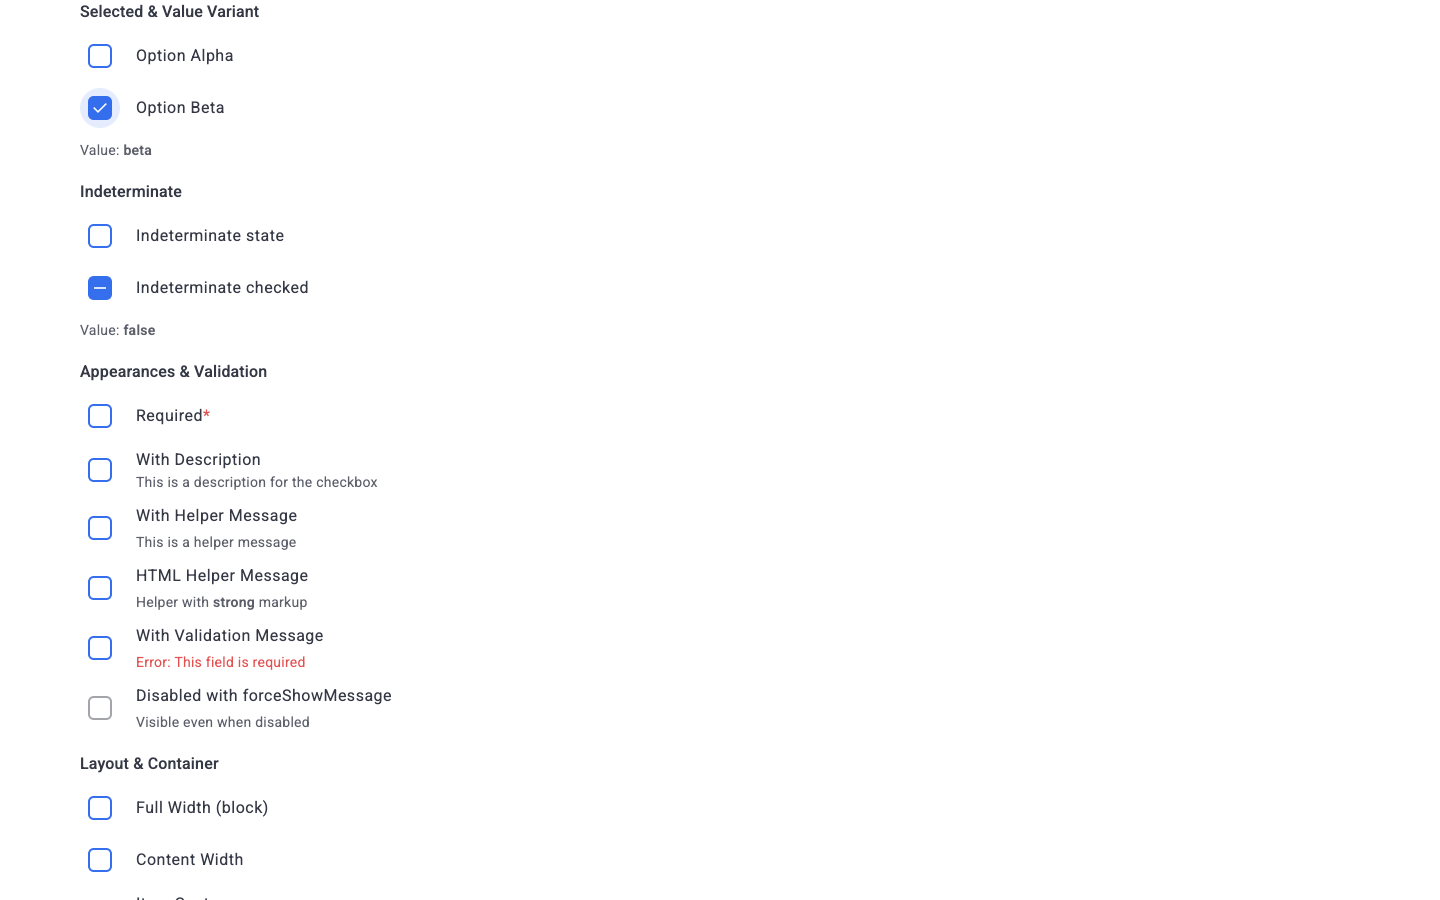 Selected & Value Variant
Option Alpha
Option Beta
Value: beta
Indeterminate
Indeterminate state
Indeterminate checked
Value: false
Appearances & Validation
Required*
With Description
This is a description for the checkbox
With Helper Message
This is a helper message
HTML Helper Message
Helper with strong markup
With Validation Message
Error: This field is required
Disabled with forceShowMessage
Visible even when disabled
Layout & Container
Full Width (block)
Content Width